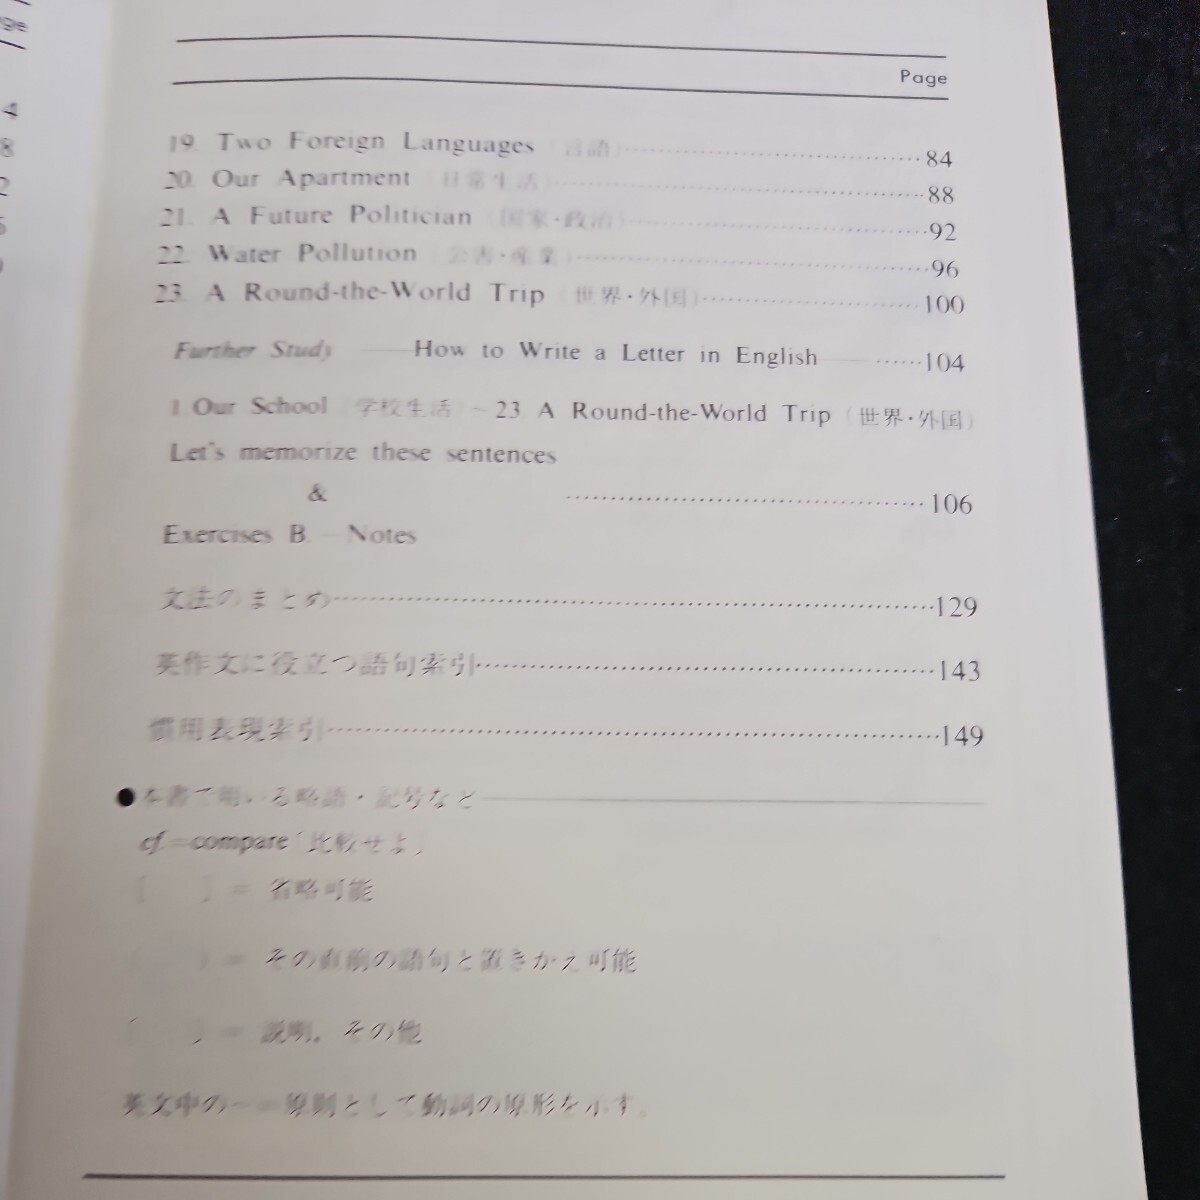 Page
19. Two Foreign Languages (言語)……84
20. Our Apartment (日常生活)……88
21. A Future Politician (国家・政治)……92
22. Water Pollution (公害・産業)……96
23. A Round-the-World Trip (世界・外国)……100
Further Study ── How to Write a Letter in English ── ……104
1. Our School (学校生活) ~ 23. A Round-the-World Trip (世界・外国)
Let's memorize these sentences
&
……106
Exercises B. ─ Notes
文法のまとめ……129
英作文に役立つ語句索引……143
慣用表現索引……149
●本書で用いる略語・記号など
cf.=compare「比較せよ」
[ ] = 省略可能
( ) = その直前の語句と置きかえ可能
= 説明, その他
英文中の～＝原則として動詞の原形を示す。
4
8
2